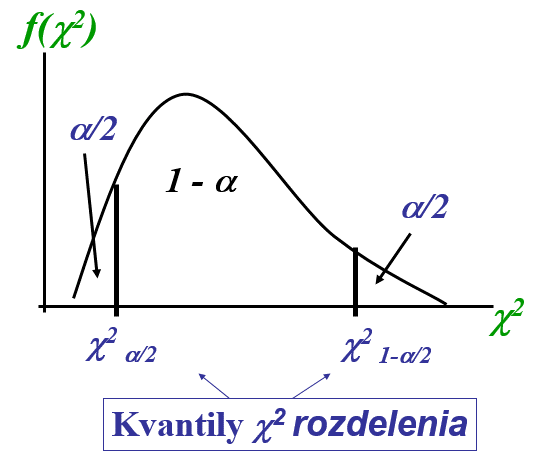 f(χ²)
α/2
1 - α
α/2
χ²
χ² α/2
χ² 1-α/2
Kvantily χ² rozdelenia